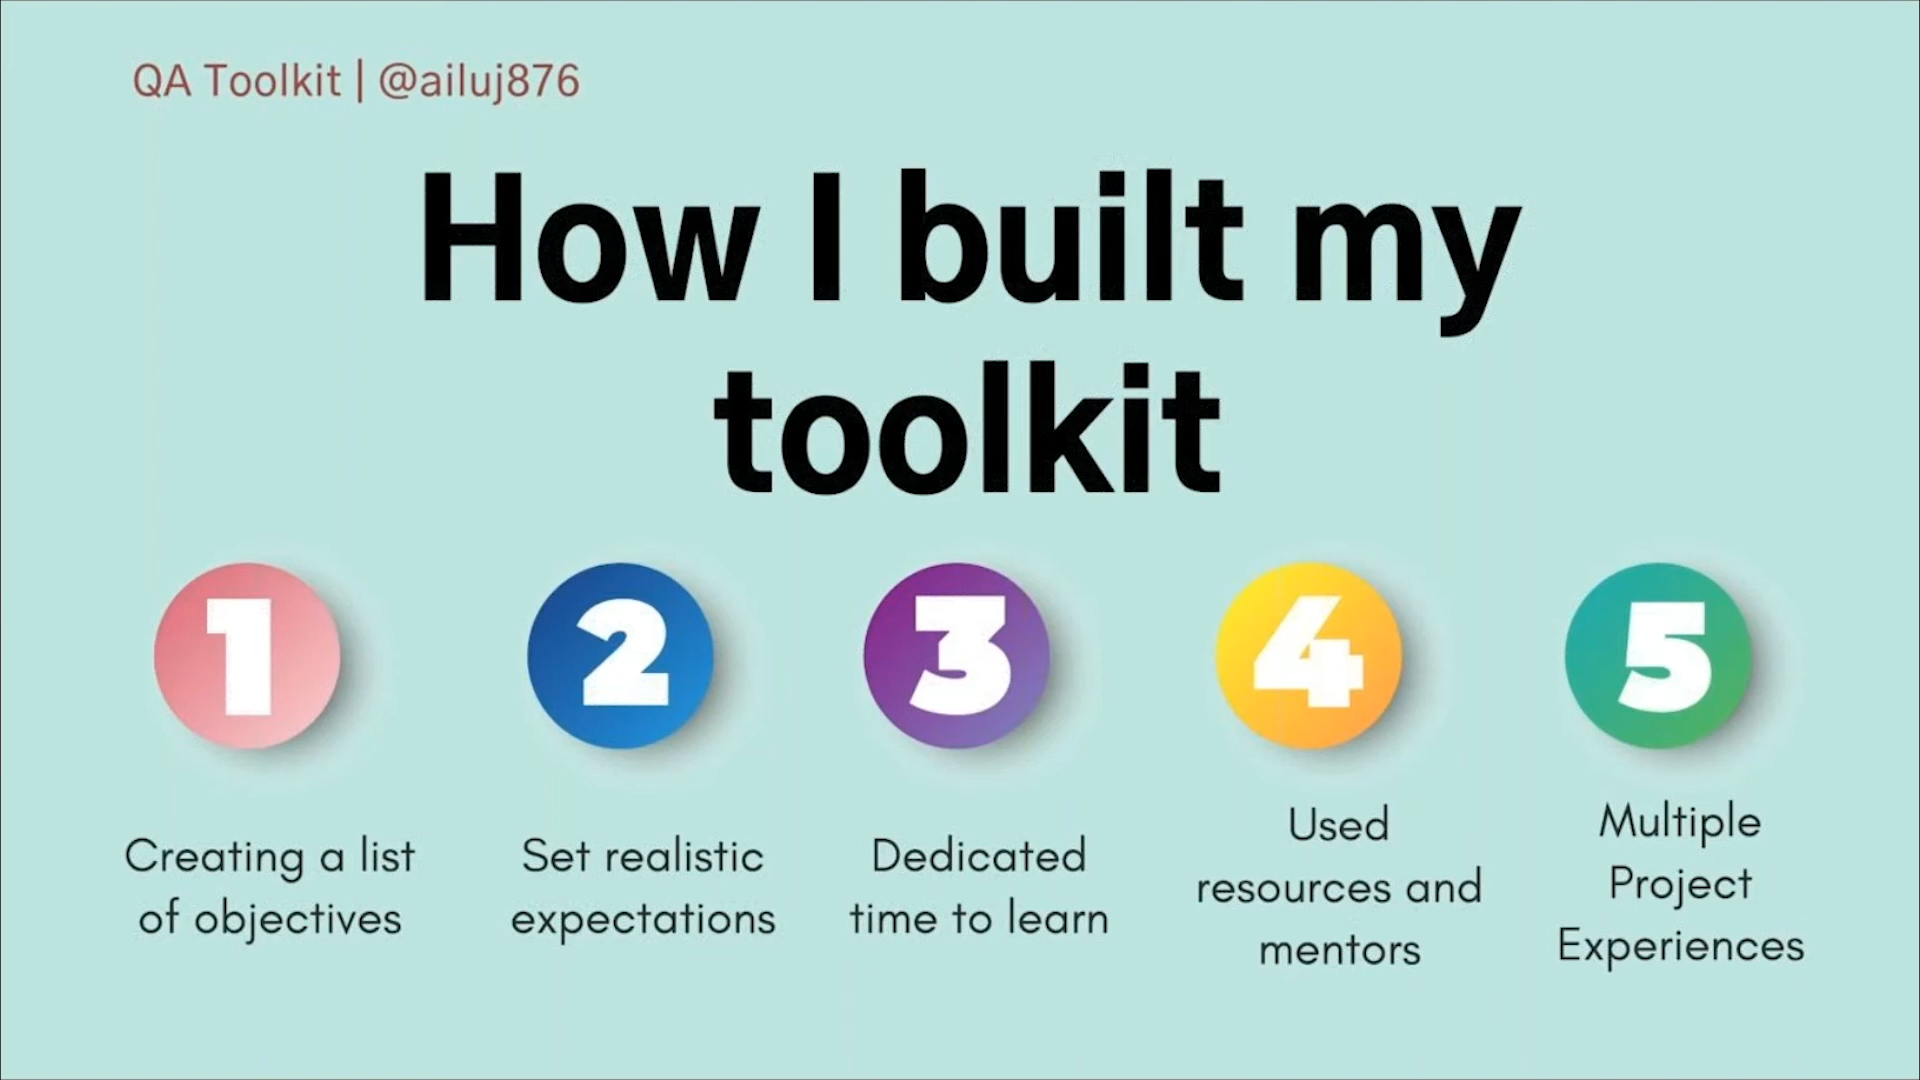 QA Toolkit | @ailuj876
How I built my
toolkit
1
Creating a list
of objectives
2
Set realistic
expectations
3
Dedicated
time to learn
4
Used
resources and
mentors
5
Multiple
Project
Experiences